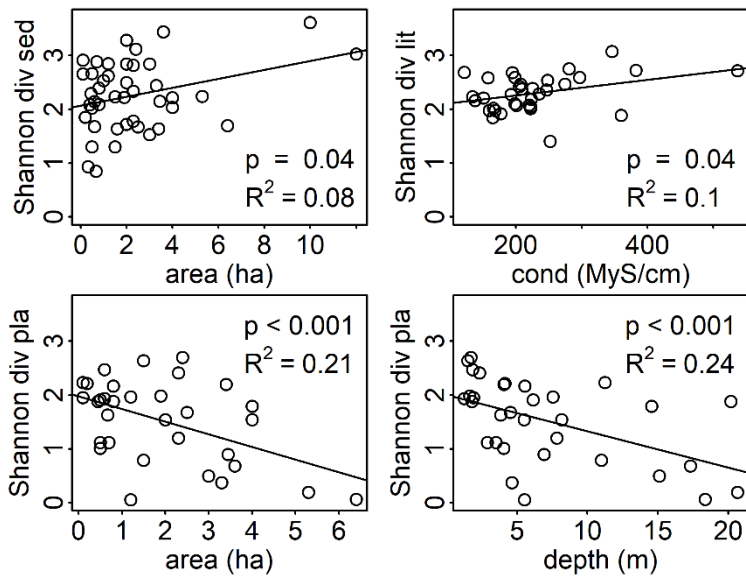 Shannon div sed
0 1 2 3
p = 0.04
R² = 0.08
0 2 4 6 8 10
area (ha)
Shannon div lit
0 1 2 3
p = 0.04
R² = 0.1
200 400
cond (MyS/cm)
Shannon div pla
0 1 2 3
p < 0.001
R² = 0.21
0 1 2 3 4 5 6
area (ha)
Shannon div pla
0 1 2 3
p < 0.001
R² = 0.24
5 10 15 20
depth (m)